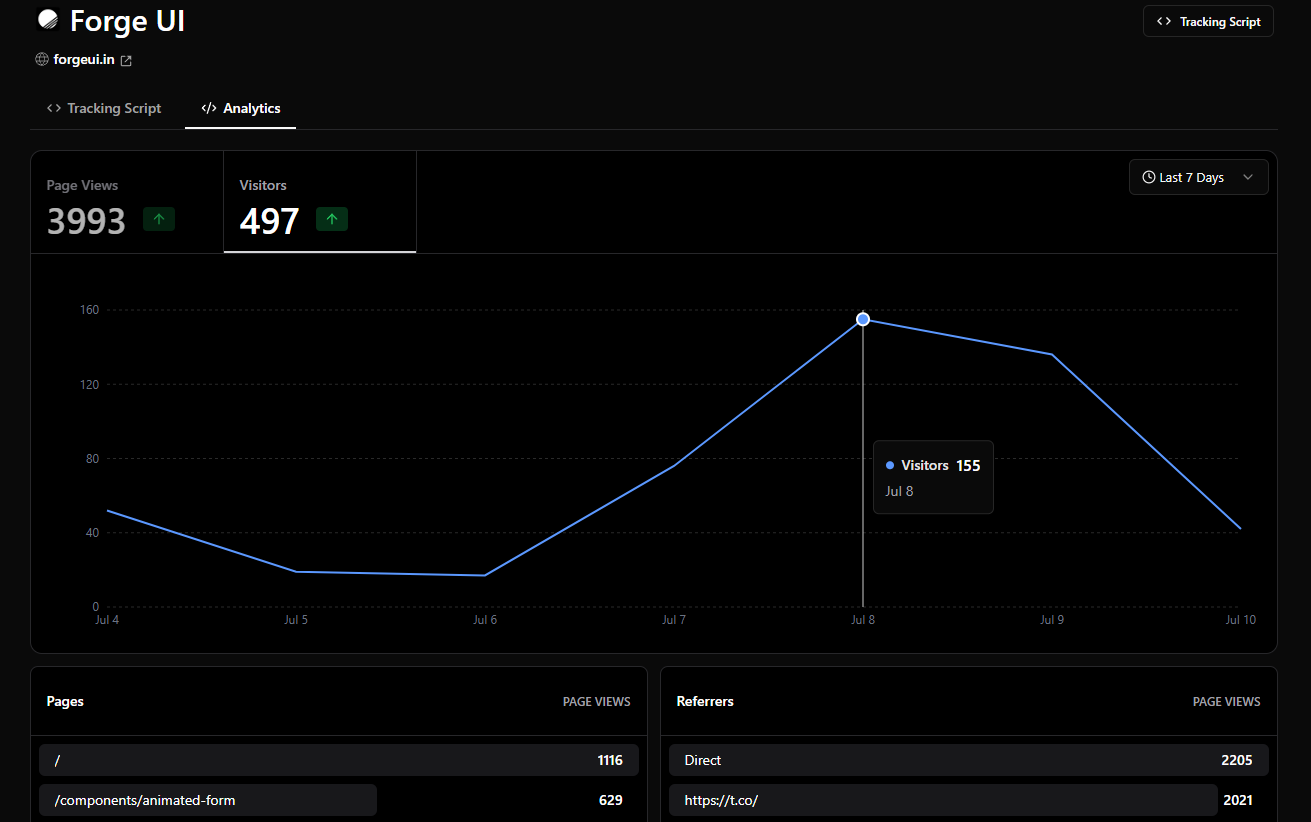 Forge UI
Tracking Script
forgeui.in
Tracking Script
Analytics
Page Views
3993
Visitors
497
Last 7 Days
160
120
80
40
0
Visitors 155
Jul 8
Jul 4 Jul 5 Jul 6 Jul 7 Jul 8 Jul 9 Jul 10
Pages PAGE VIEWS
/ 1116
/components/animated-form 629
Referrers PAGE VIEWS
Direct 2205
https://t.co/ 2021